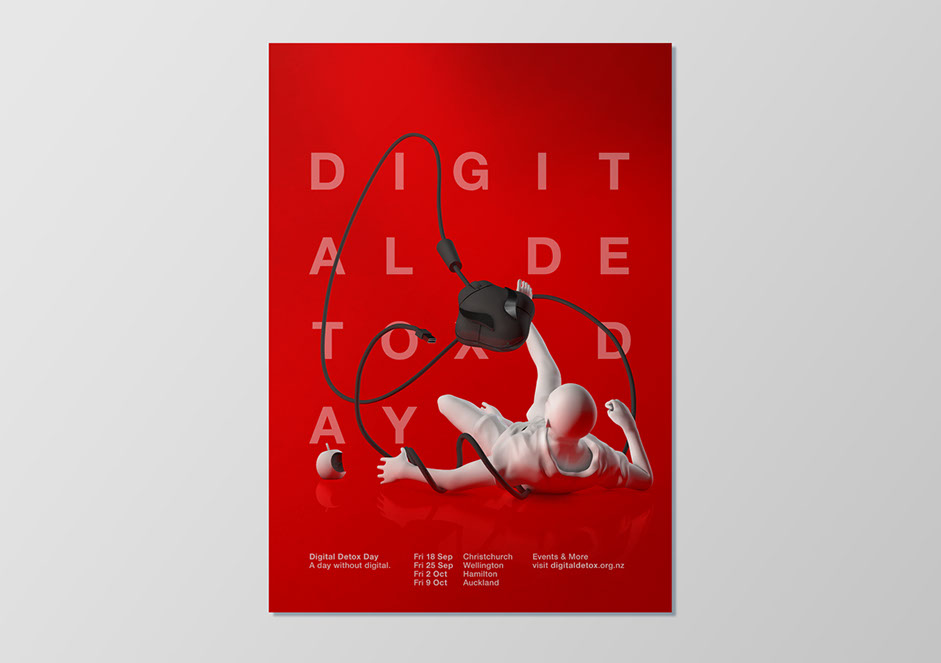 D I G I T
A L D E
T O X D
A Y
Digital Detox Day
A day without digital.
Fri 18 Sep Christchurch
Fri 25 Sep Wellington
Fri 2 Oct Hamilton
Fri 9 Oct Auckland
Events & More
visit digitaldetox.org.nz